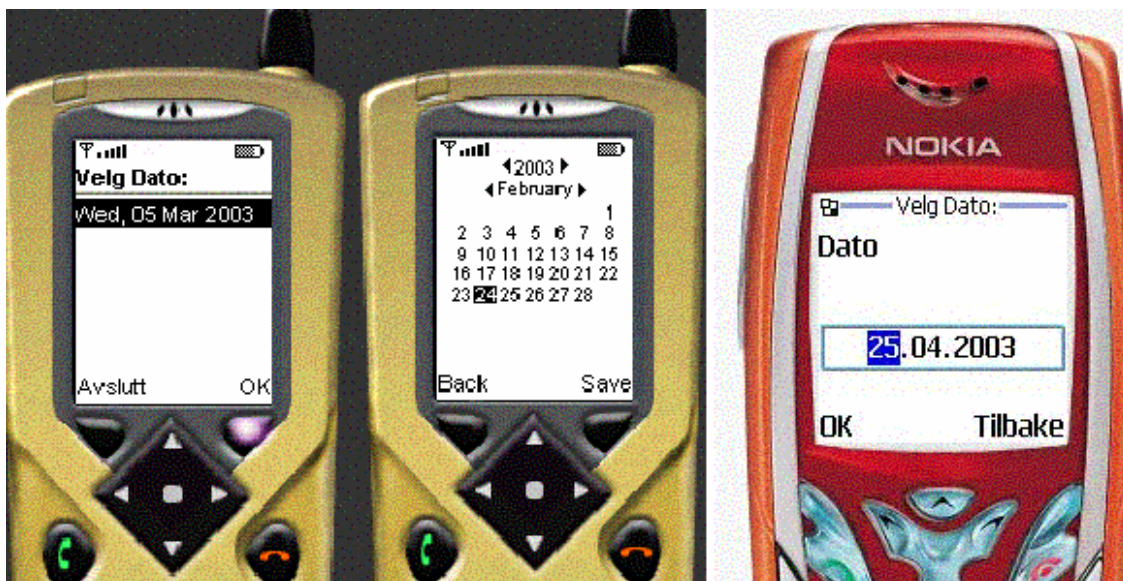 Velg Dato:
Wed, 05 Mar 2003
Avslutt OK
2003
February
1
2 3 4 5 6 7 8
9 10 11 12 13 14 15
16 17 18 19 20 21 22
23 24 25 26 27 28
Back Save
NOKIA
Velg Dato:
Dato
25.04.2003
OK Tilbake